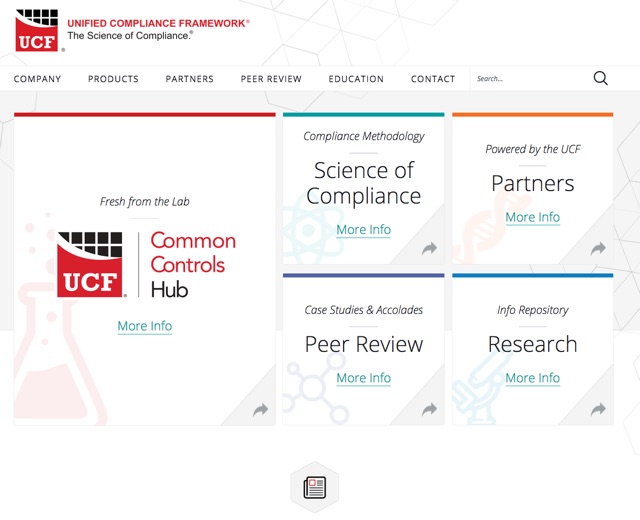 UCF®
UNIFIED COMPLIANCE FRAMEWORK®
The Science of Compliance.®
COMPANY PRODUCTS PARTNERS PEER REVIEW EDUCATION CONTACT Search...
Fresh from the Lab
UCF®
Common
Controls
Hub
More Info
Compliance Methodology
Science of
Compliance
More Info
Powered by the UCF
Partners
More Info
Case Studies & Accolades
Peer Review
More Info
Info Repository
Research
More Info